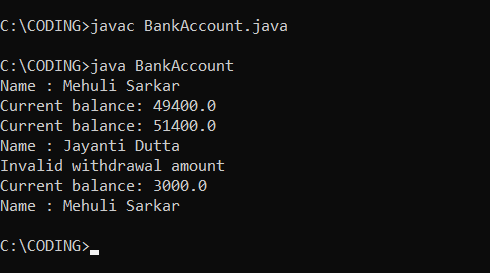 C:\CODING>javac BankAccount.java
C:\CODING>java BankAccount
Name : Mehuli Sarkar
Current balance: 49400.0
Current balance: 51400.0
Name : Jayanti Dutta
Invalid withdrawal amount
Current balance: 3000.0
Name : Mehuli Sarkar
C:\CODING>